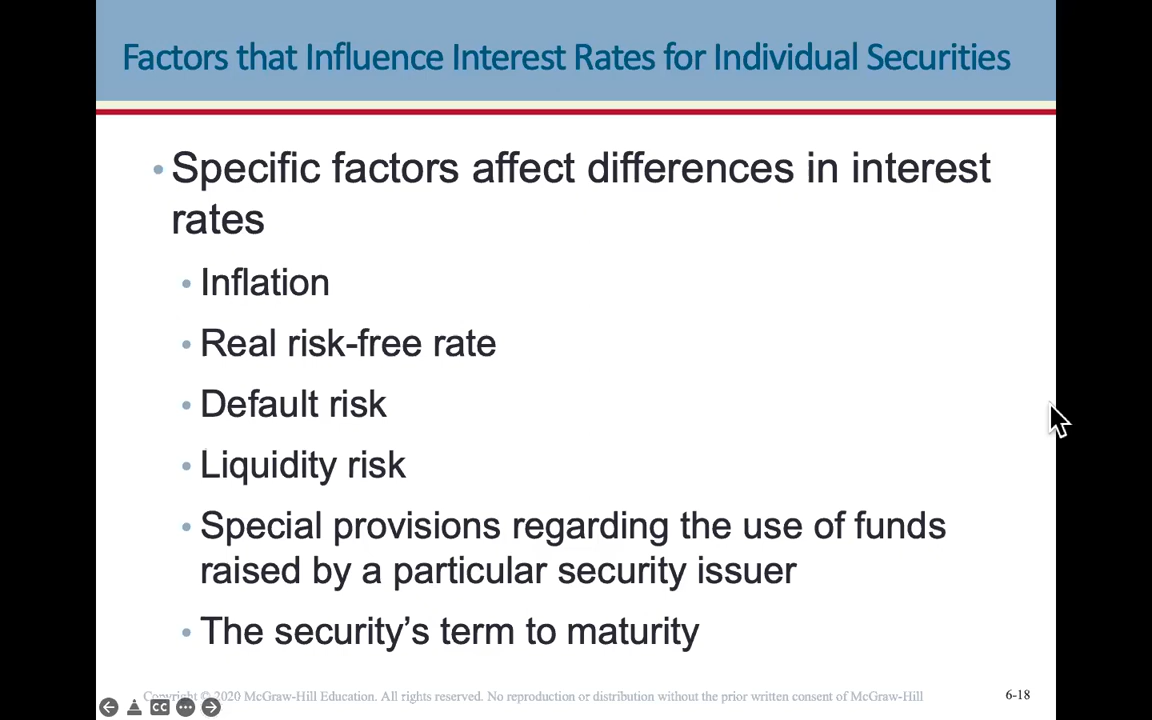 Factors that Influence Interest Rates for Individual Securities
• Specific factors affect differences in interest
rates
• Inflation
• Real risk-free rate
• Default risk
• Liquidity risk
• Special provisions regarding the use of funds
raised by a particular security issuer
• The security’s term to maturity
Copyright © 2020 McGraw-Hill Education. All rights reserved. No reproduction or distribution without the prior written consent of McGraw-Hill
6-18
CC